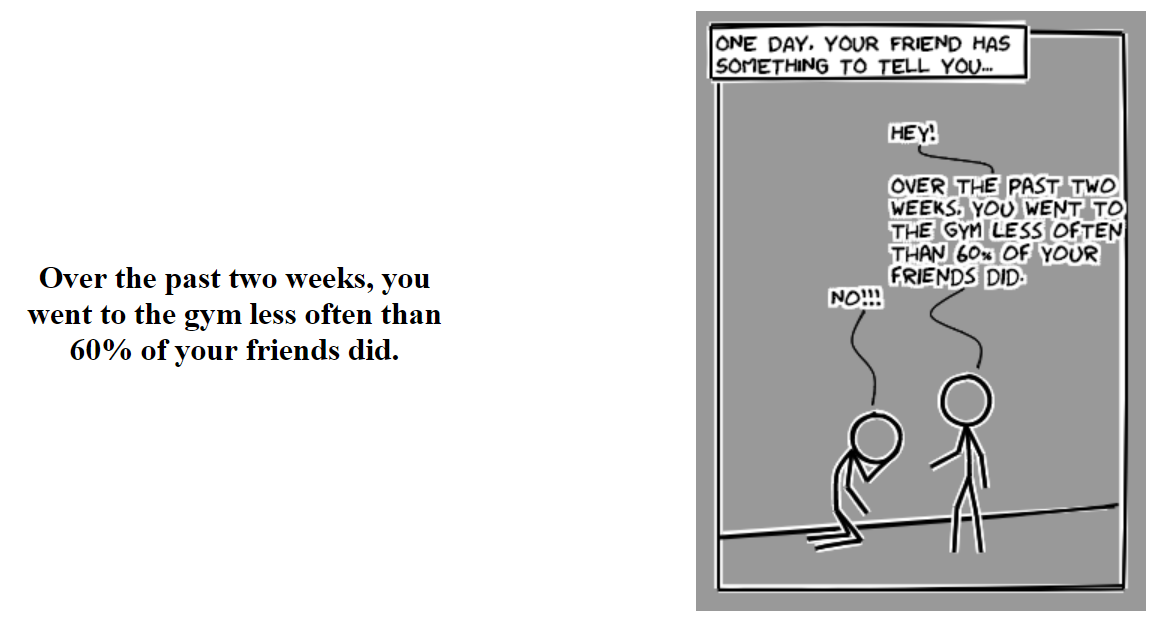 Over the past two weeks, you
went to the gym less often than
60% of your friends did.
ONE DAY, YOUR FRIEND HAS
SOMETHING TO TELL YOU...
HEY!
OVER THE PAST TWO
WEEKS, YOU WENT TO
THE GYM LESS OFTEN
THAN 60% OF YOUR
FRIENDS DID.
NO!!!